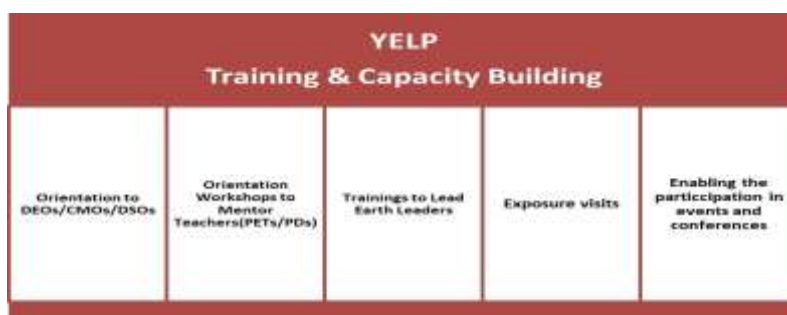 YELP
Training & Capacity Building
Orientation to
DEOs/CMOs/DSOs
Orientation
Workshops to
Mentor
Teachers(PETs/PDs)
Trainings to Lead
Earth Leaders
Exposure visits
Enabling the
particcipation in
events and
conferences